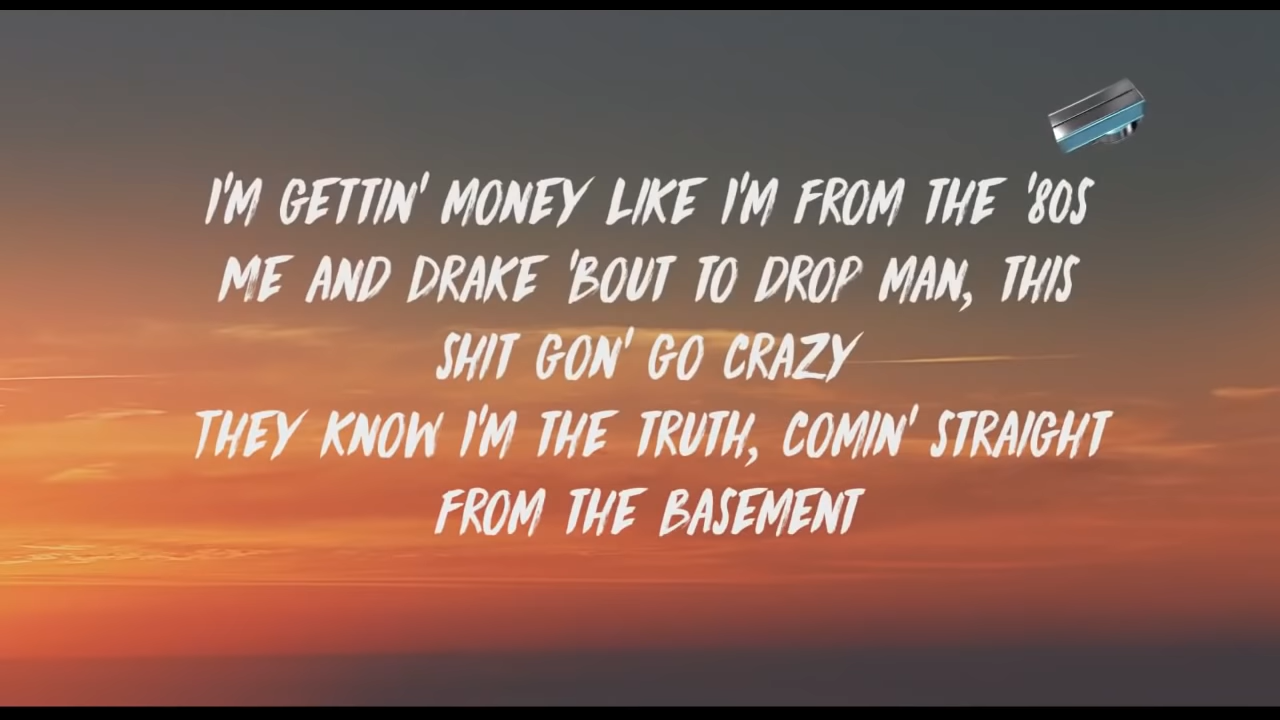 I'M GETTIN' MONEY LIKE I'M FROM THE '80S
ME AND DRAKE 'BOUT TO DROP MAN, THIS
SHIT GON' GO CRAZY
THEY KNOW I'M THE TRUTH, COMIN' STRAIGHT
FROM THE BASEMENT